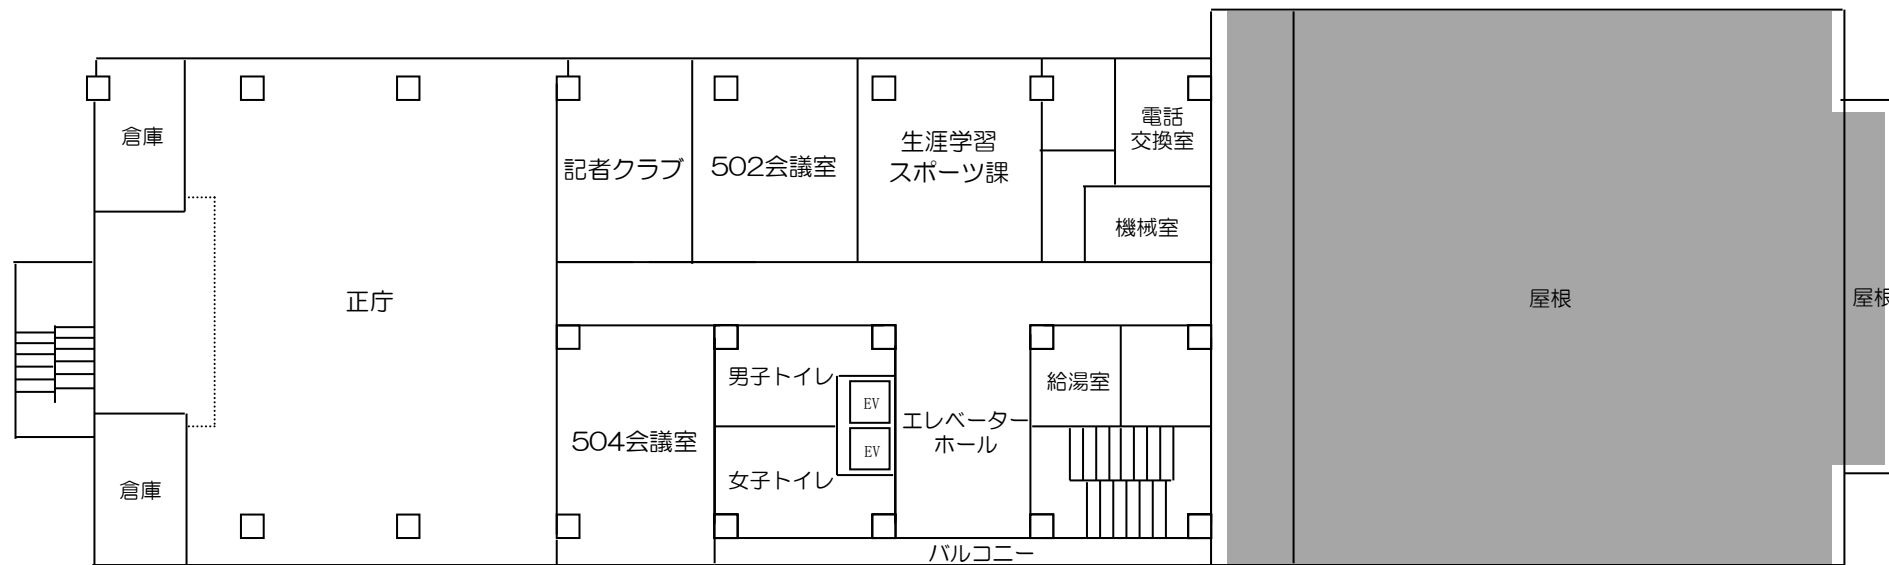 倉庫
記者クラブ
502会議室
生涯学習
スポーツ課
電話
交換室
機械室
正庁
屋根
屋根
男子トイレ
EV
EV
エレベーター
ホール
給湯室
504会議室
女子トイレ
倉庫
バルコニー